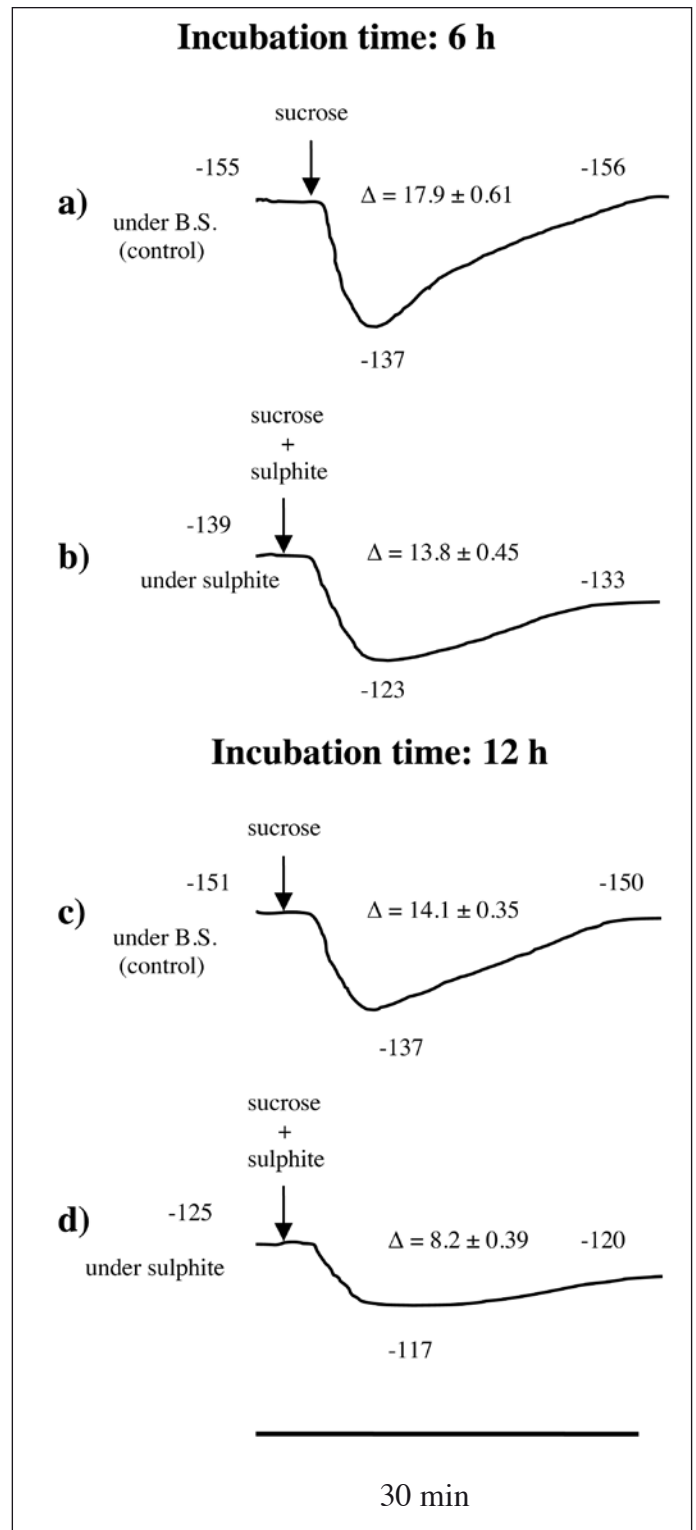 Incubation time: 6 h
sucrose
-155
-156
a)
Δ = 17.9 ± 0.61
under B.S.
(control)
-137
sucrose
+
sulphite
-139
b)
Δ = 13.8 ± 0.45
under sulphite
-133
-123
Incubation time: 12 h
sucrose
-151
-150
c)
Δ = 14.1 ± 0.35
under B.S.
(control)
-137
sucrose
+
sulphite
-125
d)
Δ = 8.2 ± 0.39
-120
under sulphite
-117
30 min